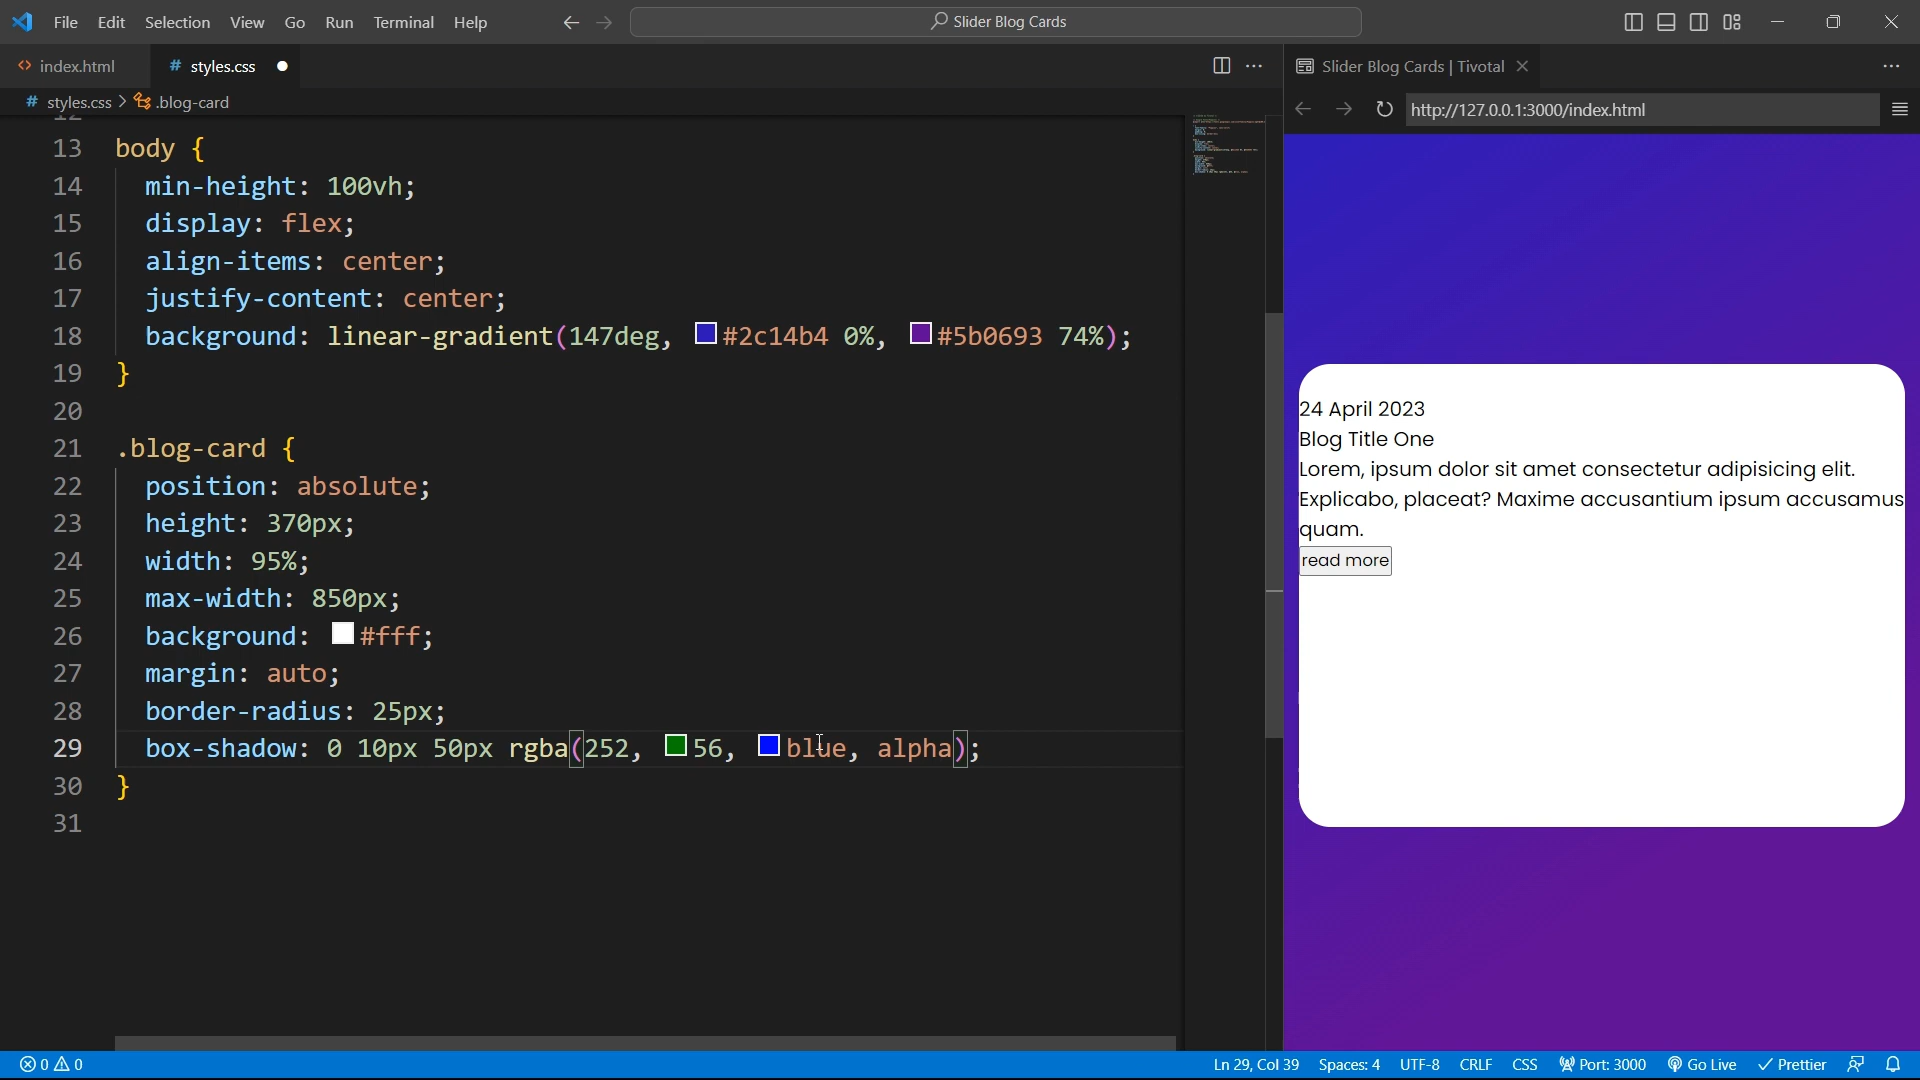 File Edit Selection View Go Run Terminal Help
Slider Blog Cards
index.html
# styles.css
Slider Blog Cards | Tivotal
# styles.css > .blog-card
http://127.0.0.1:3000/index.html
12
13 body {
14 min-height: 100vh;
15 display: flex;
16 align-items: center;
17 justify-content: center;
18 background: linear-gradient(147deg, #2c14b4 0%, #5b0693 74%);
19 }
20
21 .blog-card {
22 position: absolute;
23 height: 370px;
24 width: 95%;
25 max-width: 850px;
26 background: #fff;
27 margin: auto;
28 border-radius: 25px;
29 box-shadow: 0 10px 50px rgba(252, 56, blue, alpha);
30 }
31
24 April 2023
Blog Title One
Lorem, ipsum dolor sit amet consectetur adipisicing elit.
Explicabo, placeat? Maxime accusantium ipsum accusamus
quam.
read more
0 0
Ln 29, Col 39 Spaces: 4 UTF-8 CRLF CSS Port: 3000 Go Live Prettier